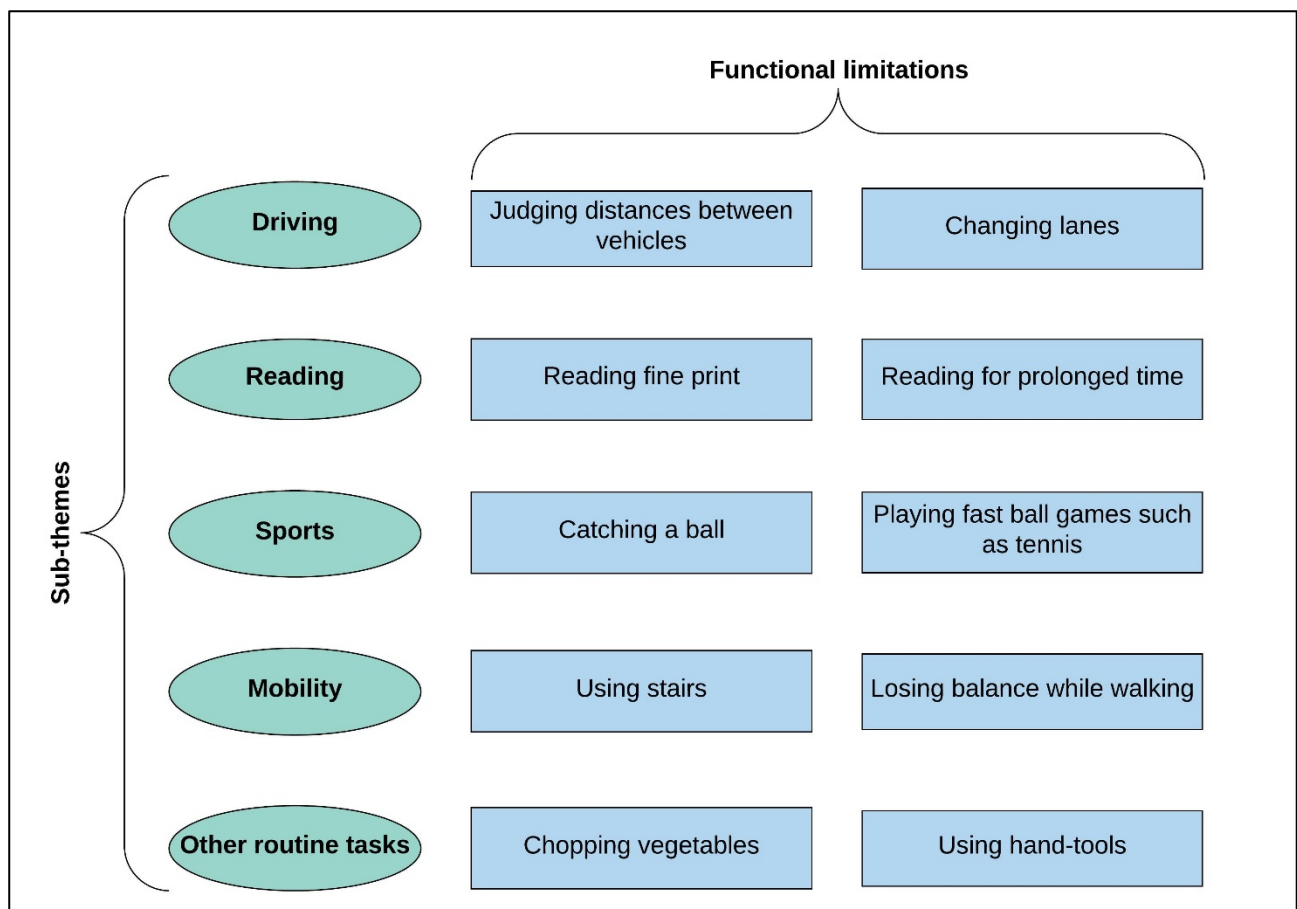 Functional limitations
Sub-themes
Driving
Judging distances between
vehicles
Changing lanes
Reading
Reading fine print
Reading for prolonged time
Sports
Catching a ball
Playing fast ball games such
as tennis
Mobility
Using stairs
Losing balance while walking
Other routine tasks
Chopping vegetables
Using hand-tools